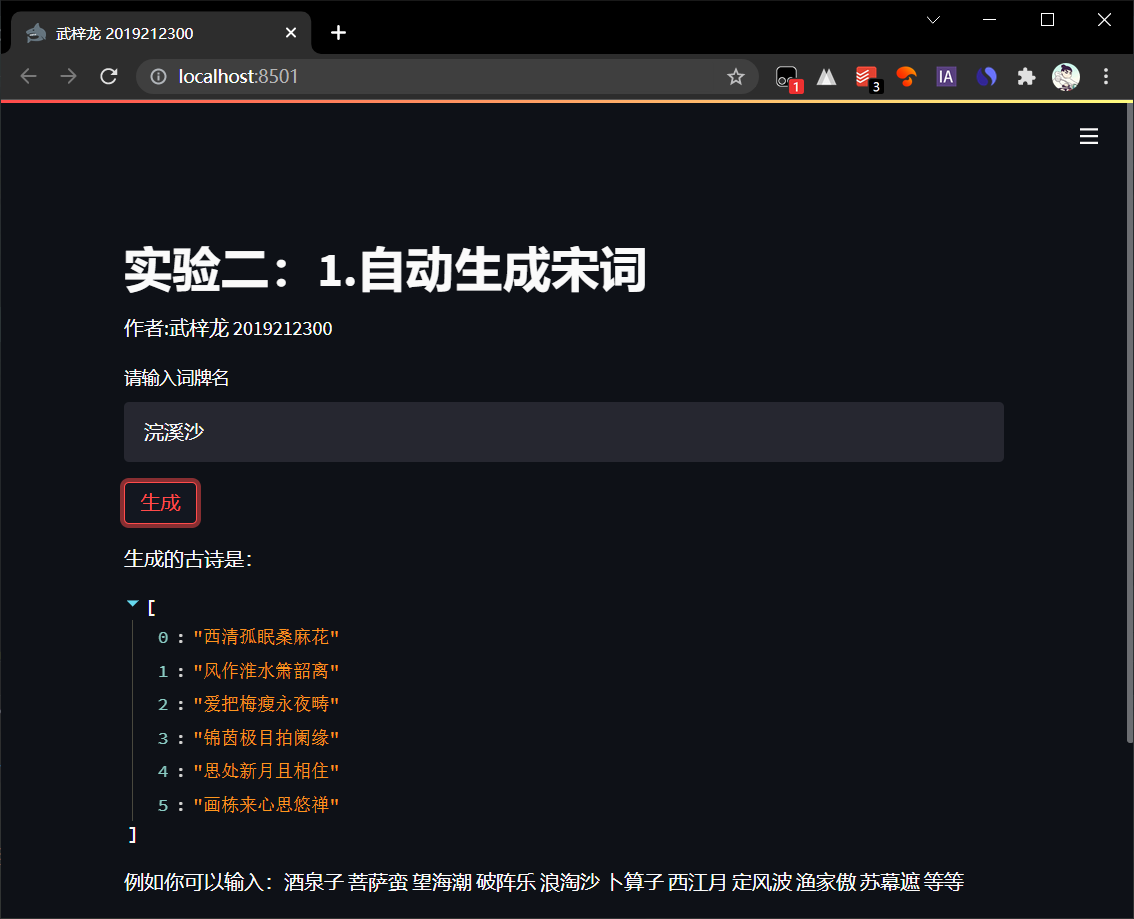 武梓龙 2019212300
localhost:8501
1
3
IA
实验二：1.自动生成宋词
作者:武梓龙 2019212300
请输入词牌名
浣溪沙
生成
生成的古诗是：
[
0 : "西清孤眠桑麻花"
1 : "风作淮水箫韶离"
2 : "爱把梅瘦永夜畴"
3 : "锦茵极目拍阑缘"
4 : "思处新月且相住"
5 : "画栋来心思悠禅"
]
例如你可以输入：酒泉子 菩萨蛮 望海潮 破阵乐 浪淘沙 卜算子 西江月 定风波 渔家傲 苏幕遮 等等